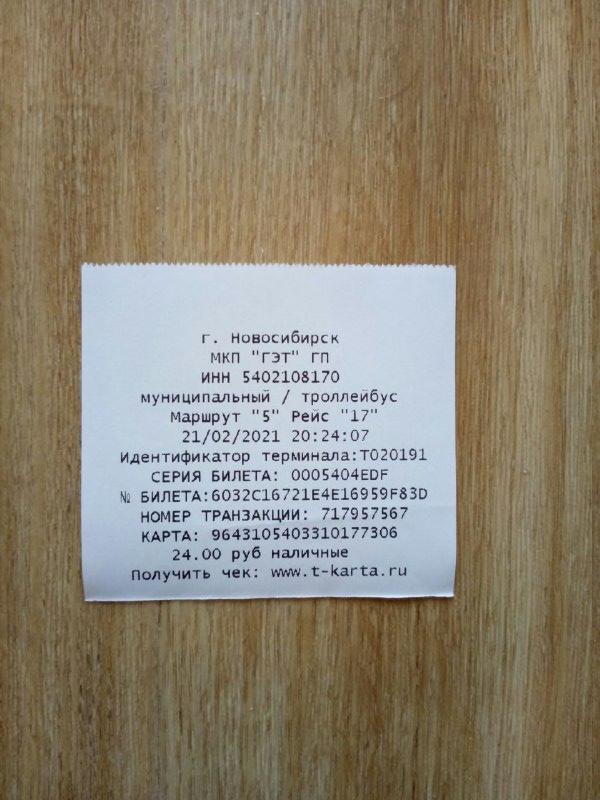 г. Новосибирск
МКП "ГЭТ" ГП
ИНН 5402108170
муниципальный / троллейбус
Маршрут "5" Рейс "17"
21/02/2021 20:24:07
Идентификатор терминала:T020191
СЕРИЯ БИЛЕТА: 0005404EDF
№ БИЛЕТА:6032C16721E4E16959F83D
НОМЕР ТРАНЗАКЦИИ: 717957567
КАРТА: 9643105403310177306
24.00 руб наличные
Получить чек: www.t-karta.ru